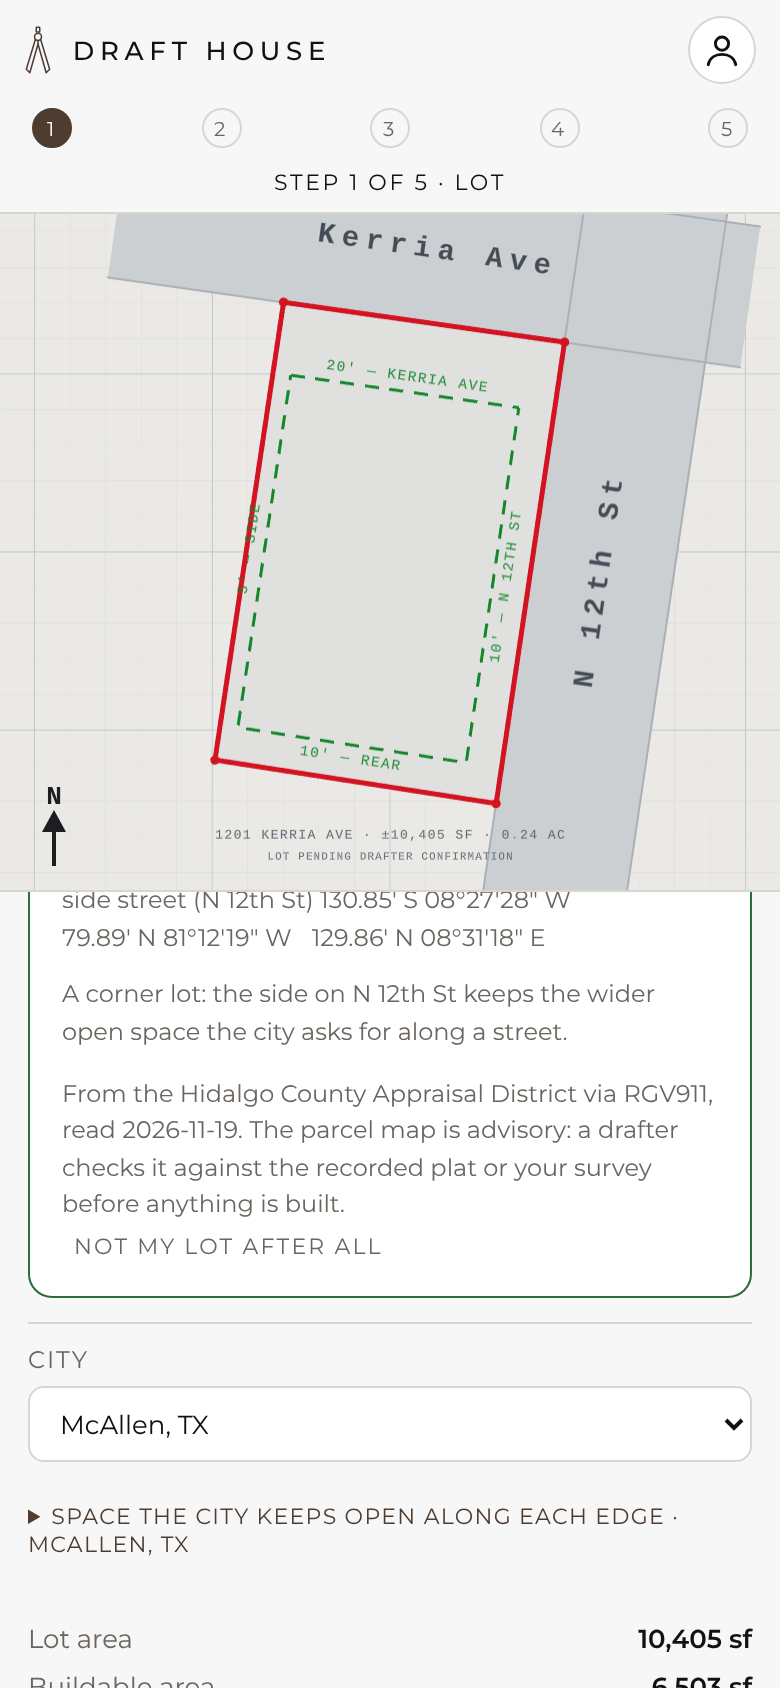 DRAFT HOUSE
1 2 3 4 5
STEP 1 OF 5 · LOT
Kerria Ave
20' — KERRIA AVE
SIDE
10' — N 12TH ST
N 12th St
10' — REAR
N
1201 KERRIA AVE · ±10,405 SF · 0.24 AC
LOT PENDING DRAFTER CONFIRMATION
side street (N 12th St) 130.85' S 08°27'28" W
79.89' N 81°12'19" W 129.86' N 08°31'18" E
A corner lot: the side on N 12th St keeps the wider
open space the city asks for along a street.
From the Hidalgo County Appraisal District via RGV911,
read 2026-11-19. The parcel map is advisory: a drafter
checks it against the recorded plat or your survey
before anything is built.
NOT MY LOT AFTER ALL
CITY
McAllen, TX
SPACE THE CITY KEEPS OPEN ALONG EACH EDGE ·
MCALLEN, TX
Lot area 10,405 sf
Buildable area 6,503 sf